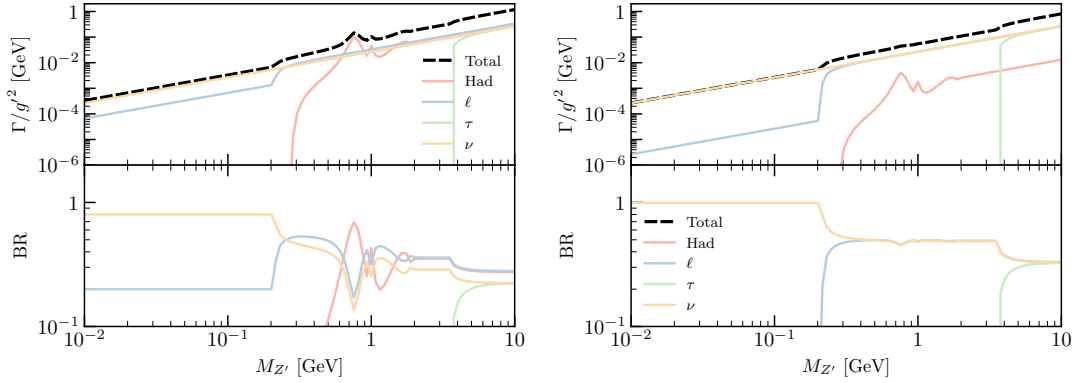 1
10⁻²
10⁻⁴
10⁻⁶
Γ/g′² [GeV]
Total
Had
ℓ
τ
ν
1
10⁻¹
BR
10⁻² 10⁻¹ 1 10
M_Z′ [GeV]
1
10⁻²
10⁻⁴
10⁻⁶
Γ/g′² [GeV]
1
10⁻¹
BR
Total
Had
ℓ
τ
ν
10⁻² 10⁻¹ 1 10
M_Z′ [GeV]